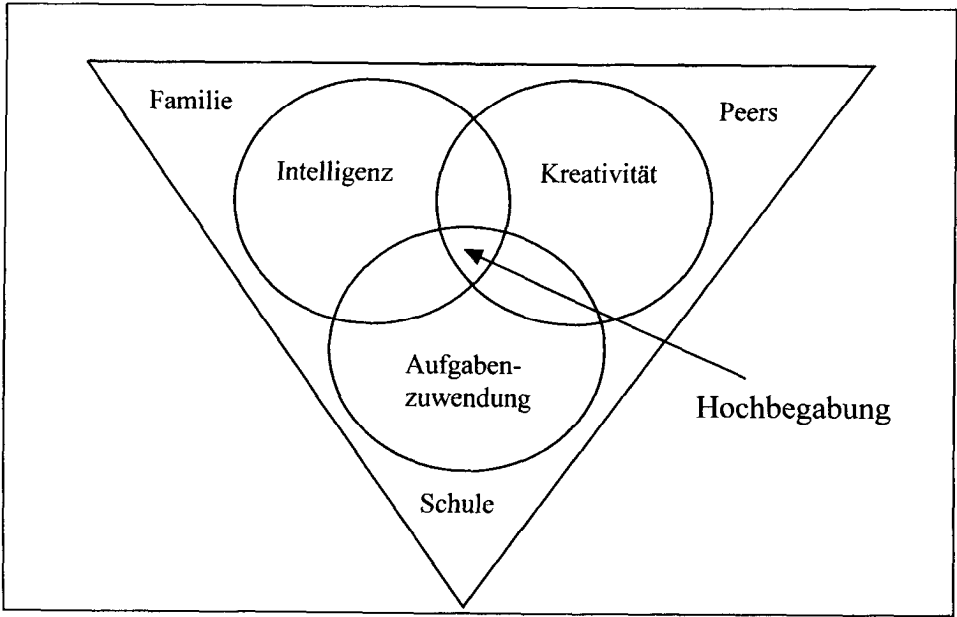 Familie
Peers
Intelligenz
Kreativität
Aufgaben-
zuwendung
Hochbegabung
Schule